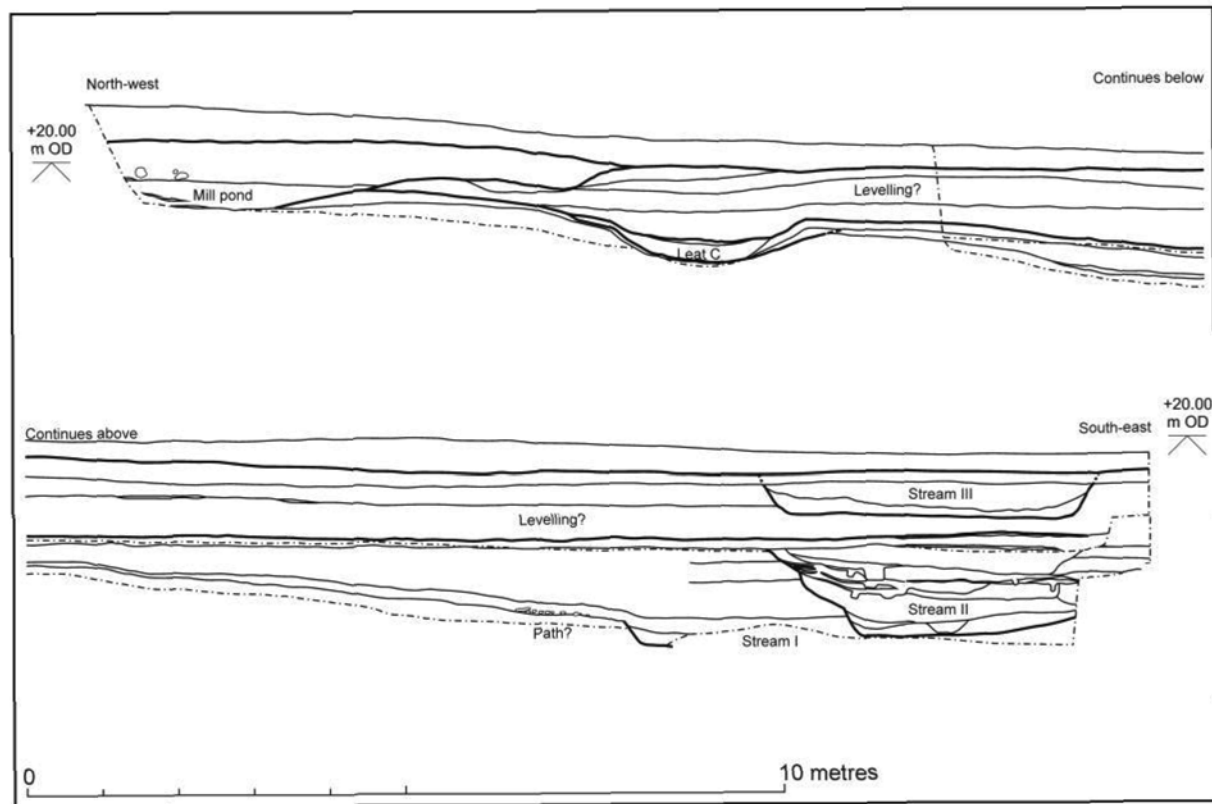 North-west
Continues below
+20.00
m OD
Mill pond
Levelling?
Leat C
+20.00
m OD
Continues above
South-east
Stream III
Levelling?
Stream II
Path?
Stream I
0
10 metres